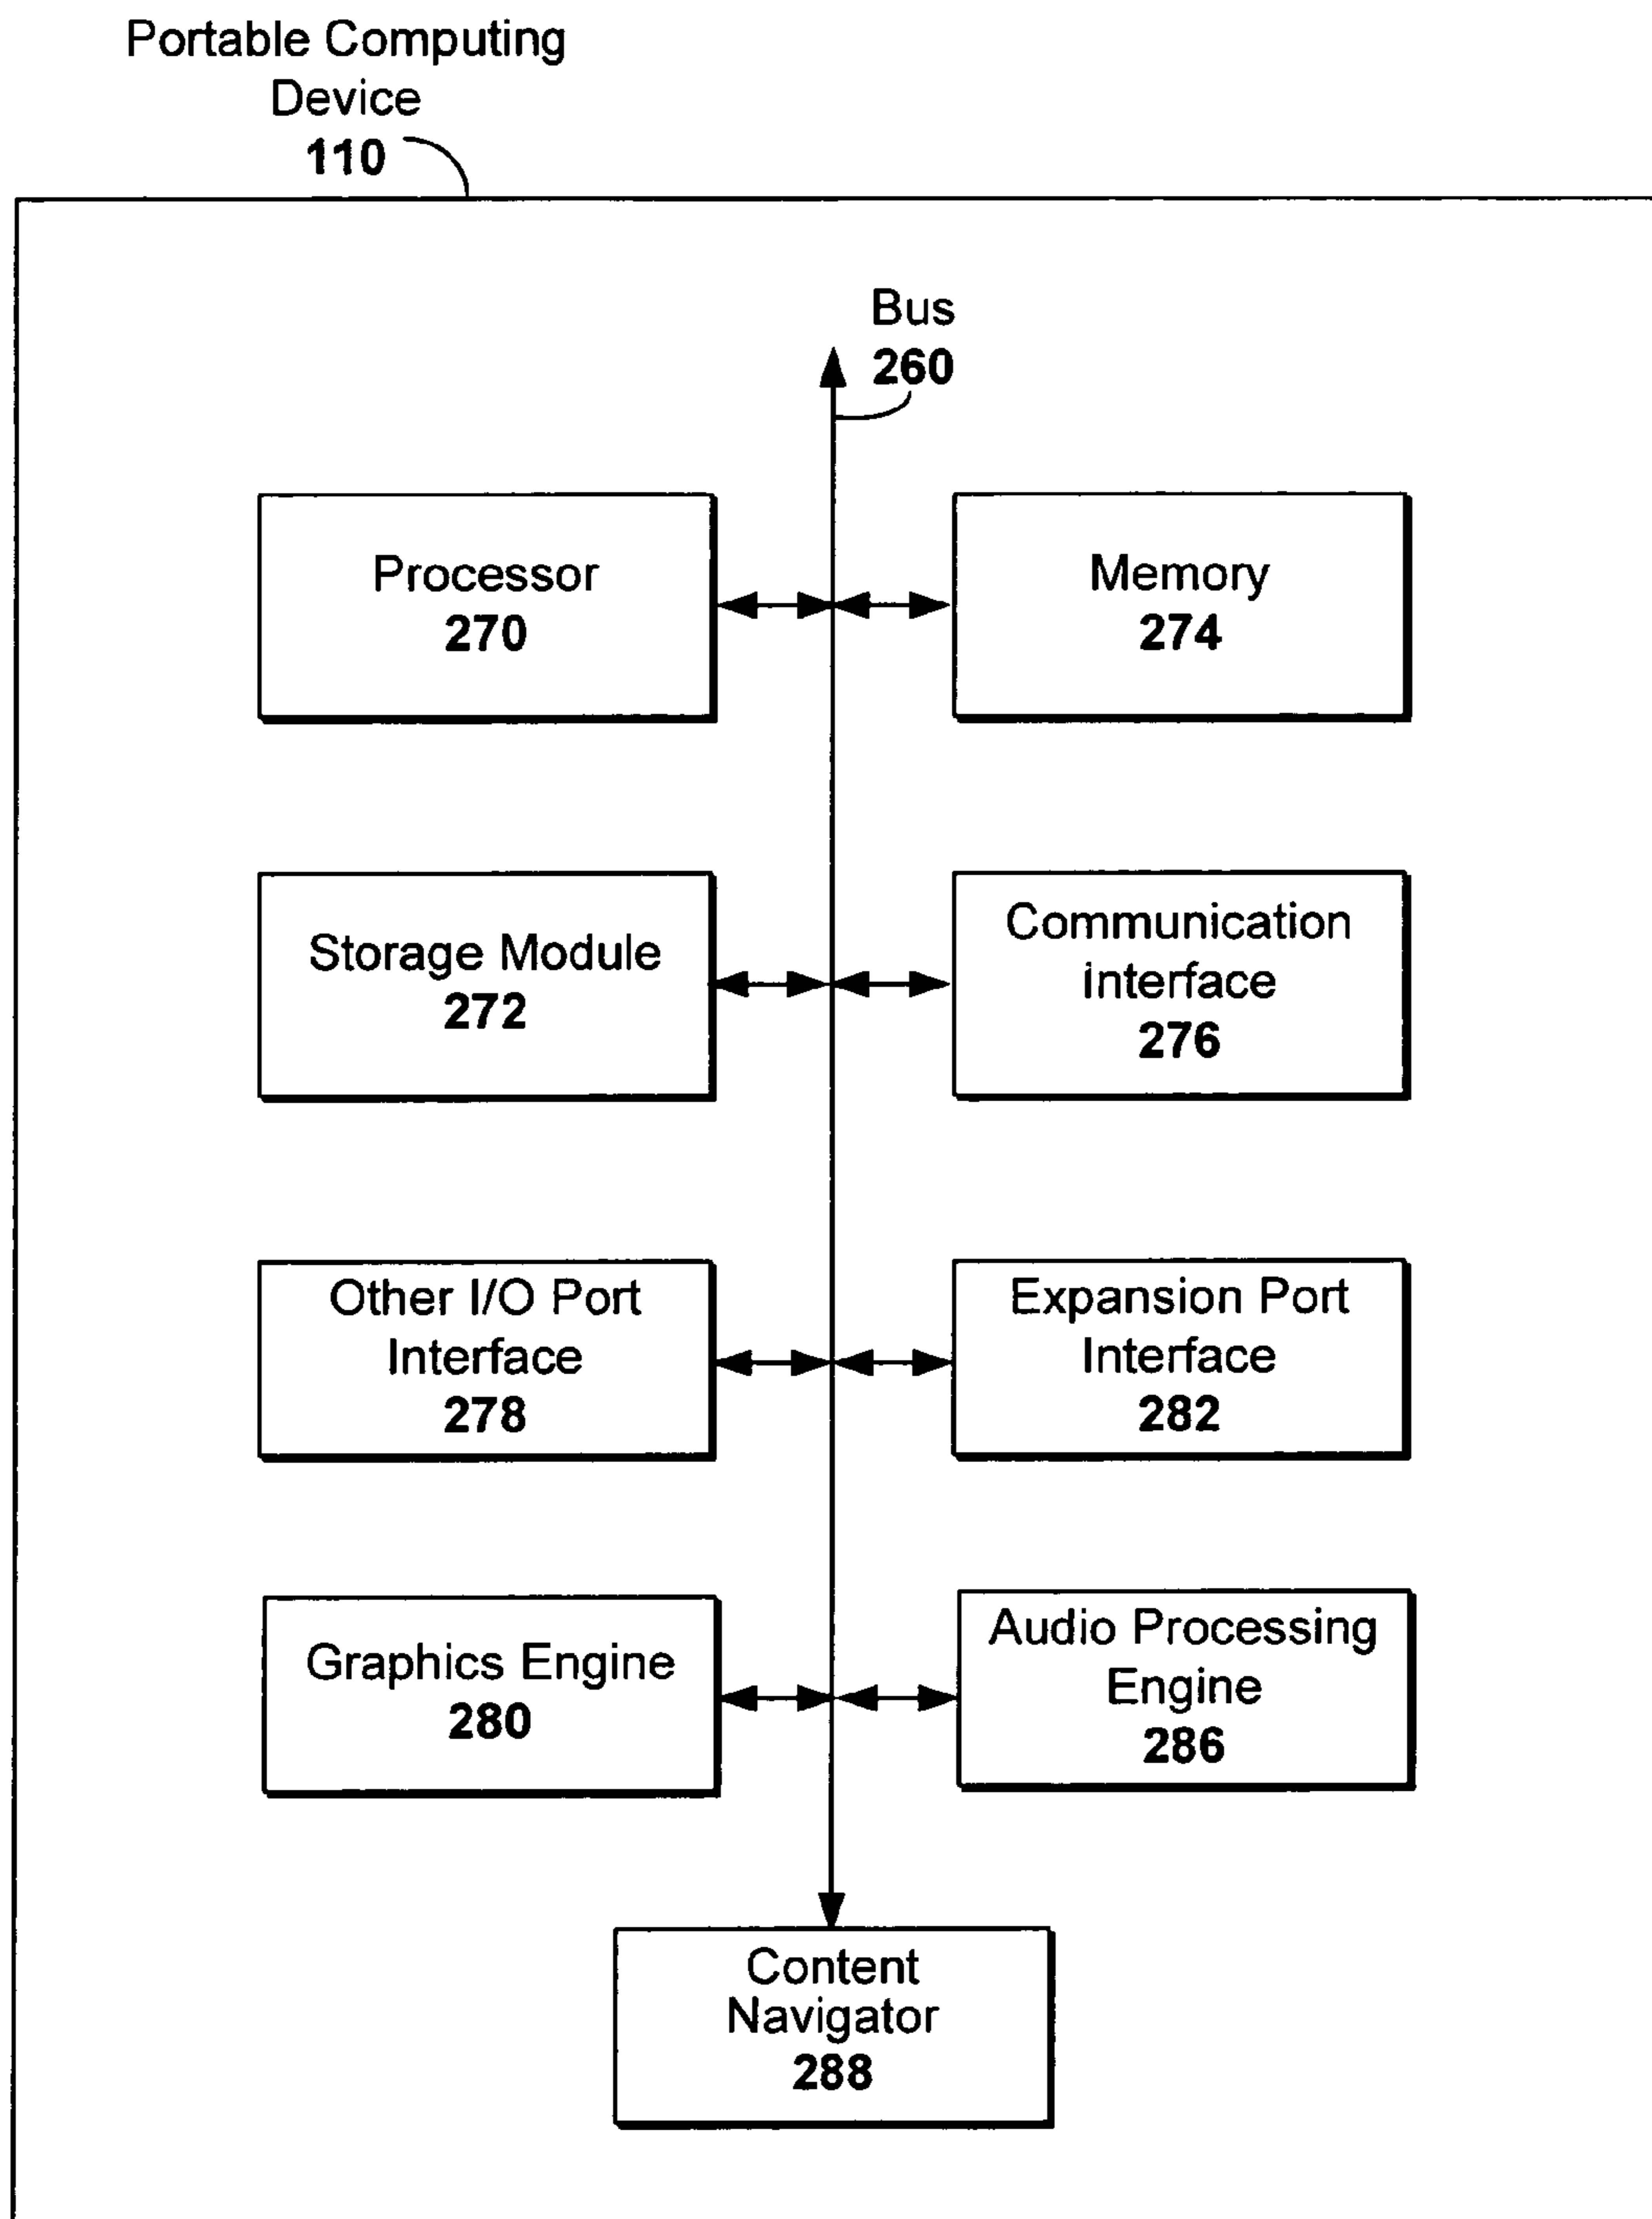 Portable Computing
Device
110
Bus
260
Processor
270
Memory
274
Storage Module
272
Communication
Interface
276
Other I/O Port
Interface
278
Expansion Port
Interface
282
Graphics Engine
280
Audio Processing
Engine
286
Content
Navigator
288